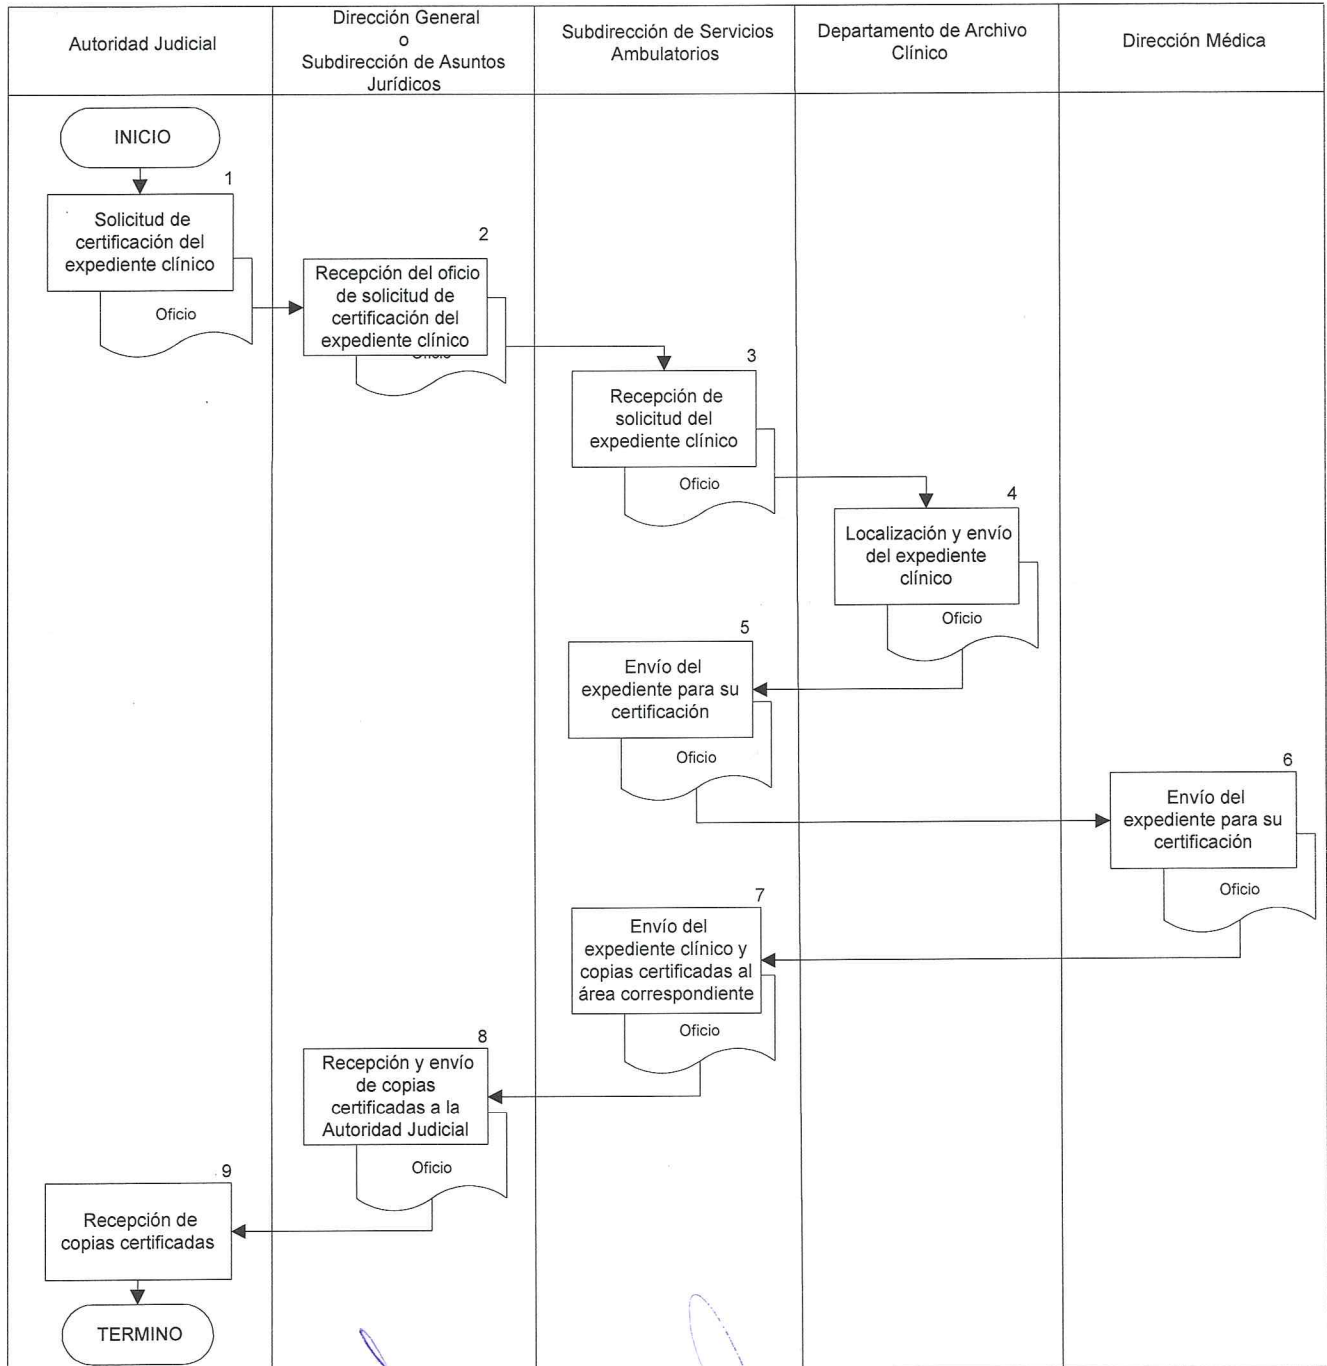 Autoridad Judicial
Dirección General
o
Subdirección de Asuntos
Jurídicos
Subdirección de Servicios
Ambulatorios
Departamento de Archivo
Clínico
Dirección Médica
INICIO
1
Solicitud de
certificación del
expediente clínico
Oficio
2
Recepción del oficio
de solicitud de
certificación del
expediente clínico
Oficio
3
Recepción de
solicitud del
expediente clínico
Oficio
4
Localización y envío
del expediente
clínico
Oficio
5
Envío del
expediente para su
certificación
Oficio
6
Envío del
expediente para su
certificación
Oficio
7
Envío del
expediente clínico y
copias certificadas al
área correspondiente
Oficio
8
Recepción y envío
de copias
certificadas a la
Autoridad Judicial
Oficio
9
Recepción de
copias certificadas
TERMINO